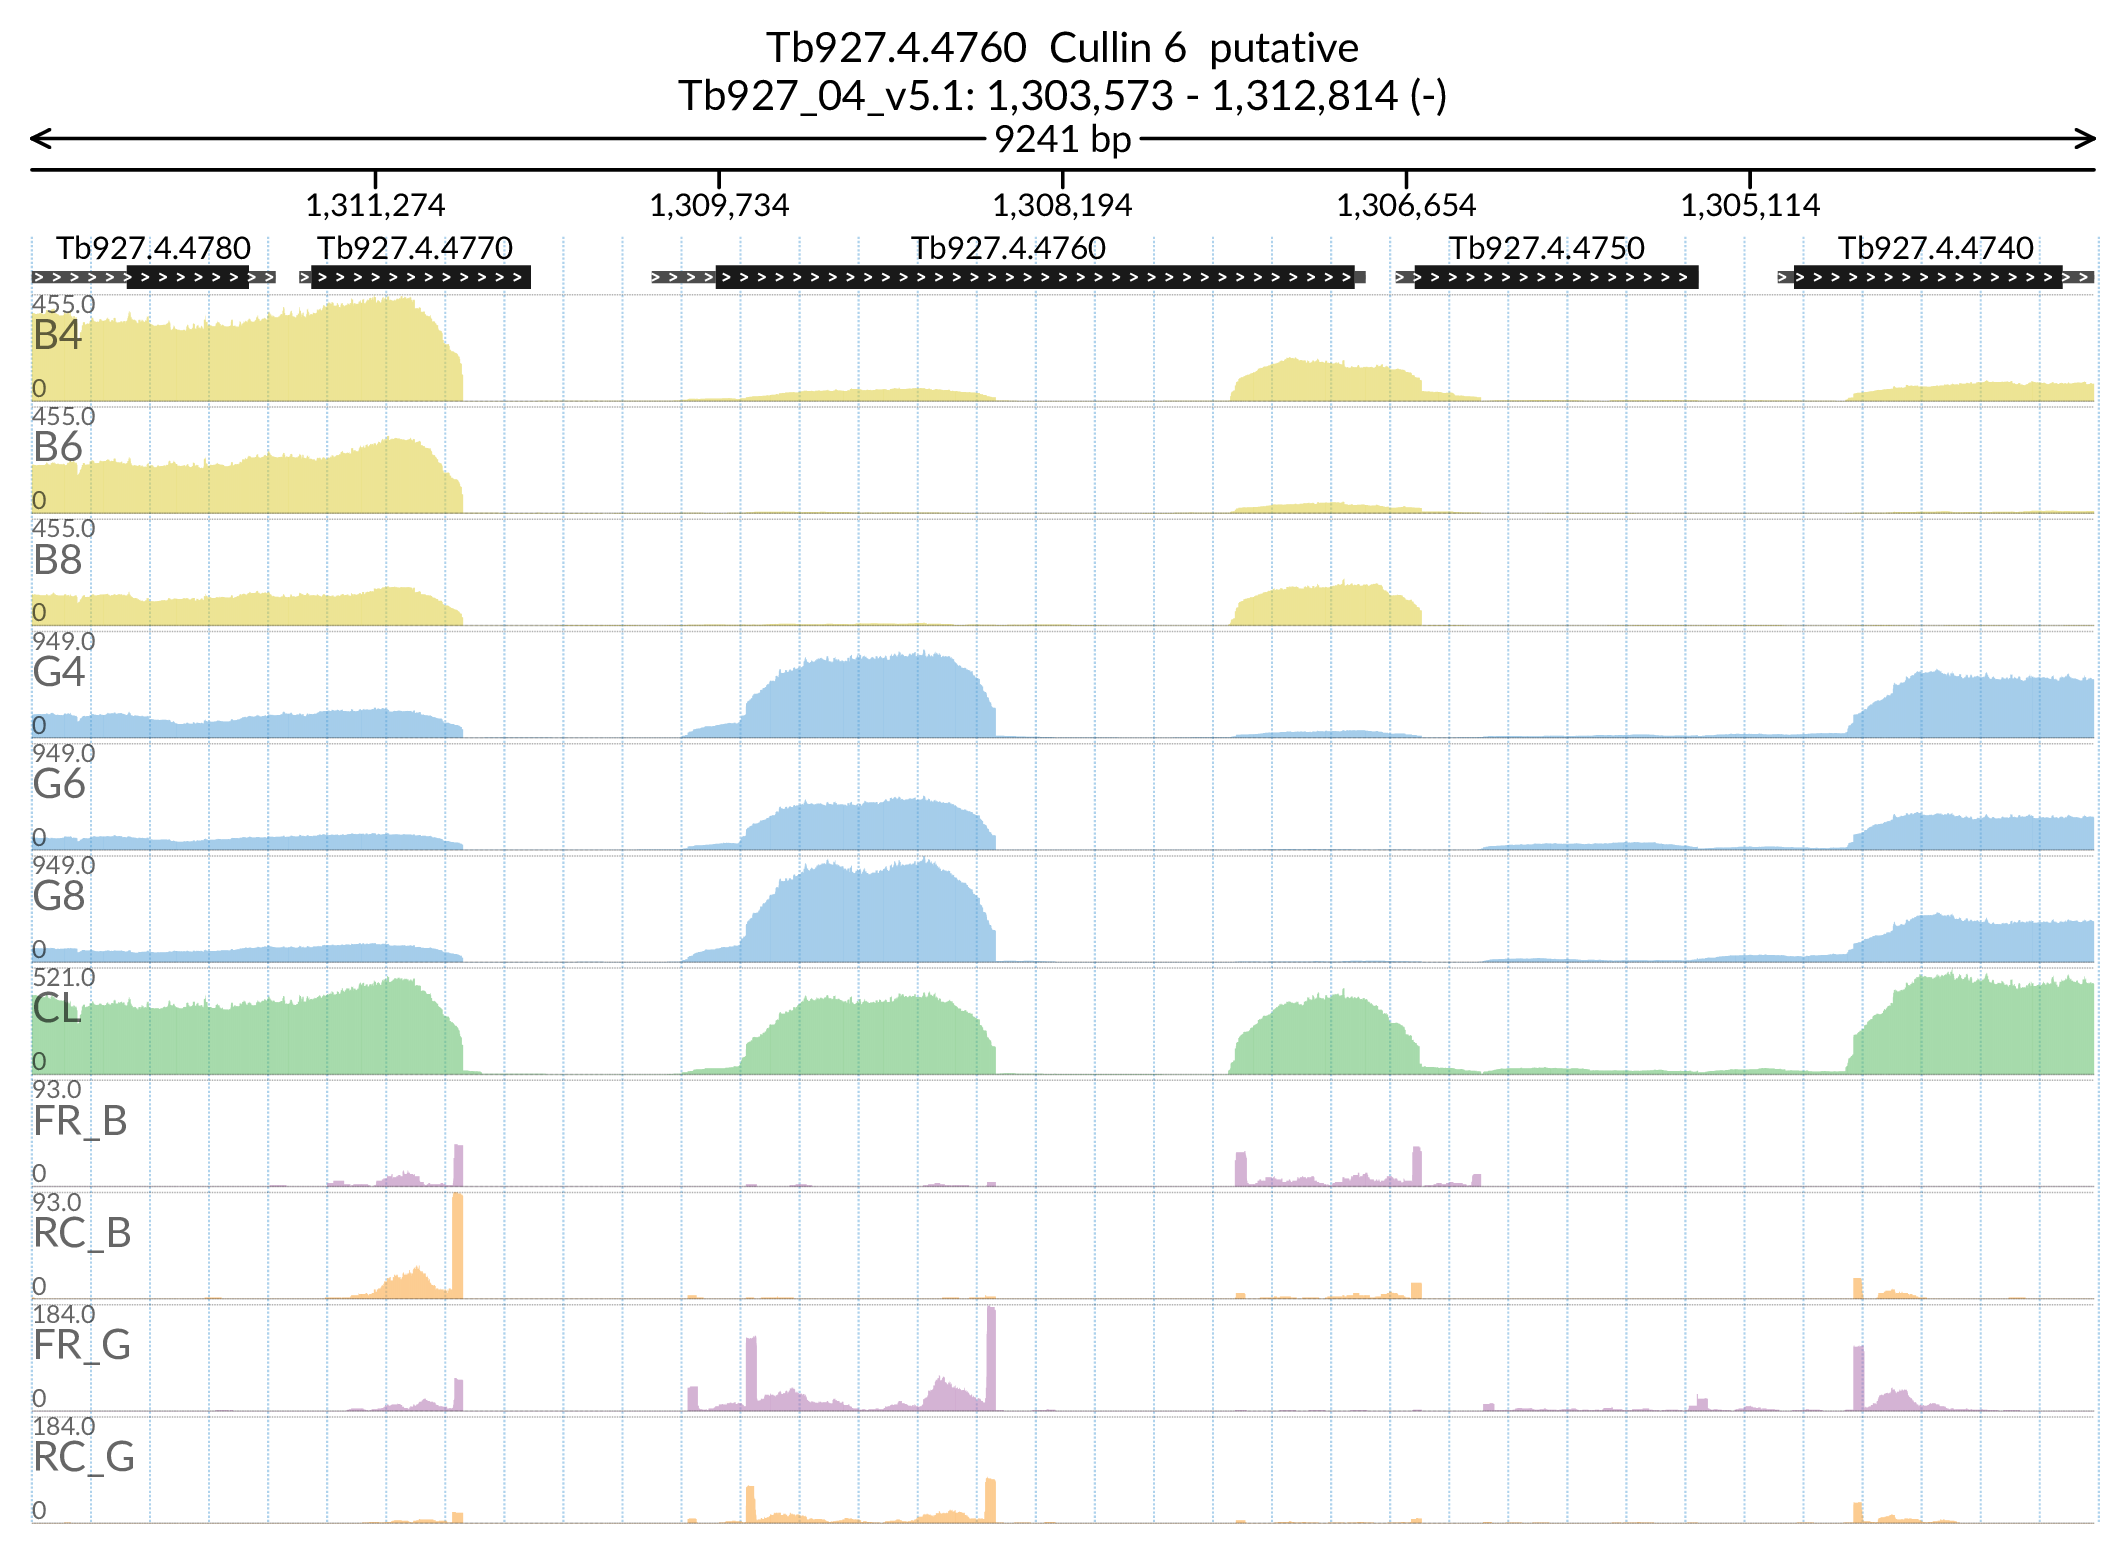 Tb927.4.4760  Cullin 6  putative
Tb927_04_v5.1: 1,303,573 - 1,312,814 (-)
9241 bp
1,311,274 1,309,734 1,308,194 1,306,654 1,305,114
Tb927.4.4780 Tb927.4.4770 Tb927.4.4760 Tb927.4.4750 Tb927.4.4740
455.0
B4
0
455.0
B6
0
455.0
B8
0
949.0
G4
0
949.0
G6
0
949.0
G8
0
521.0
CL
0
93.0
FR_B
0
93.0
RC_B
0
184.0
FR_G
0
184.0
RC_G
0